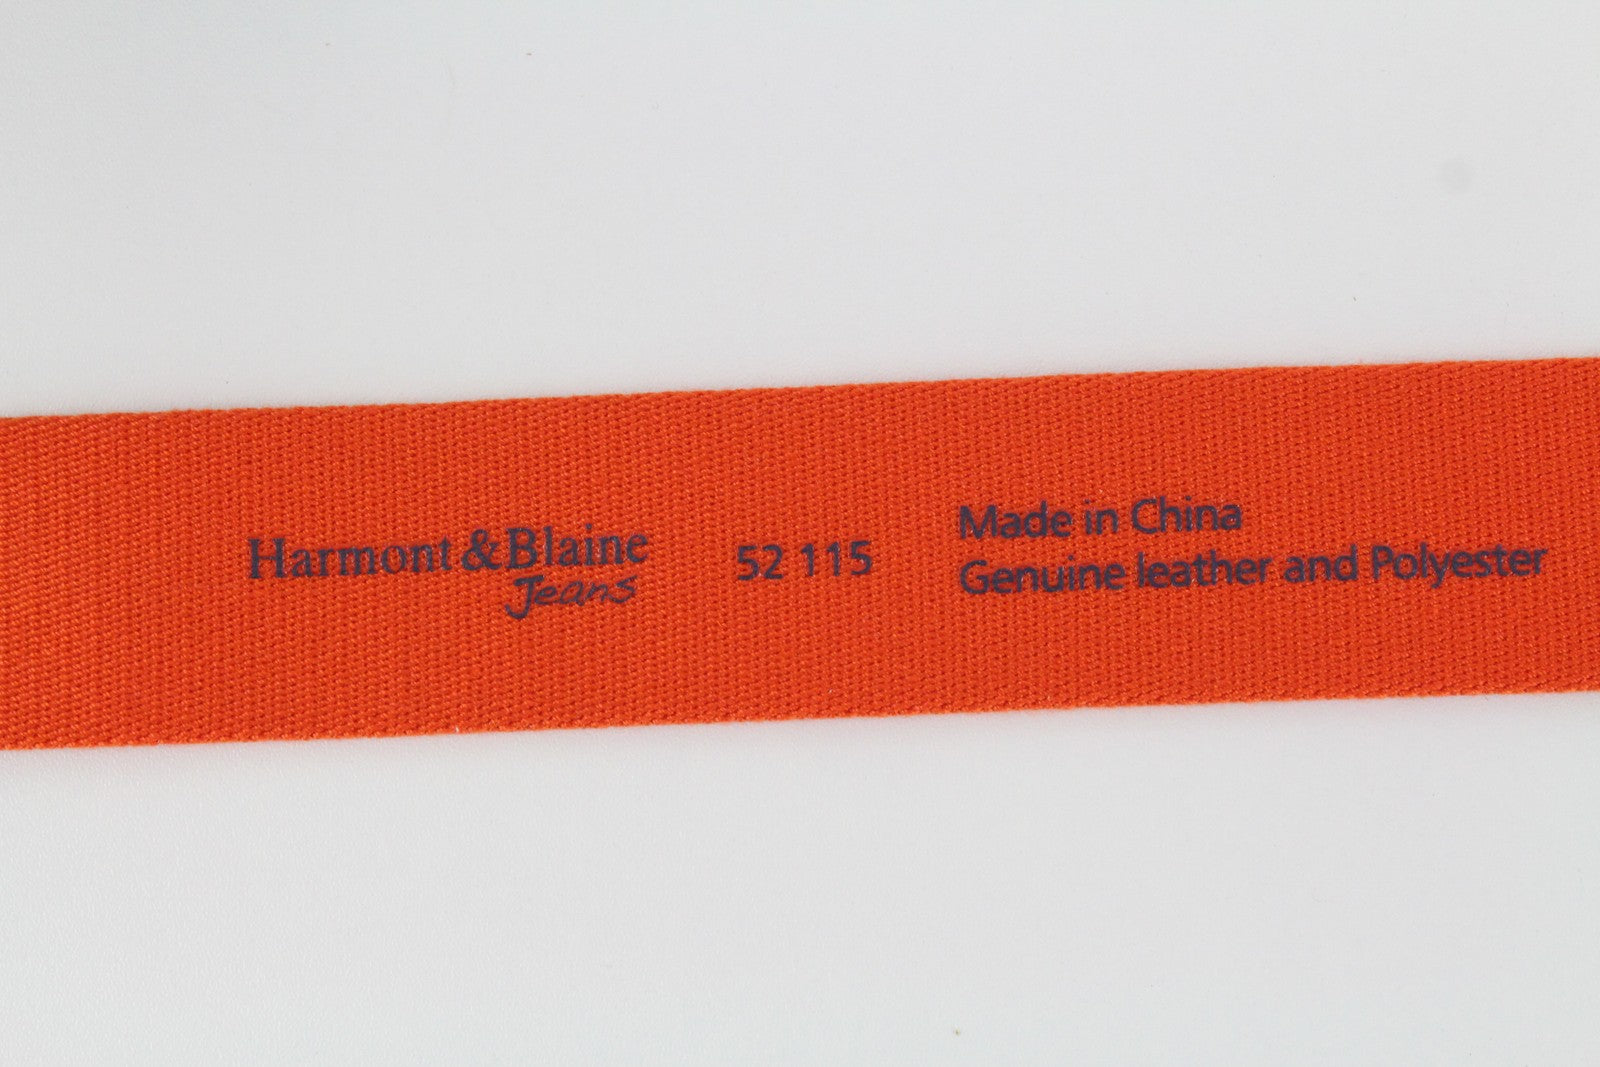 Harmont & Blaine
Jeans
52 115
Made in China
Genuine leather and Polyester